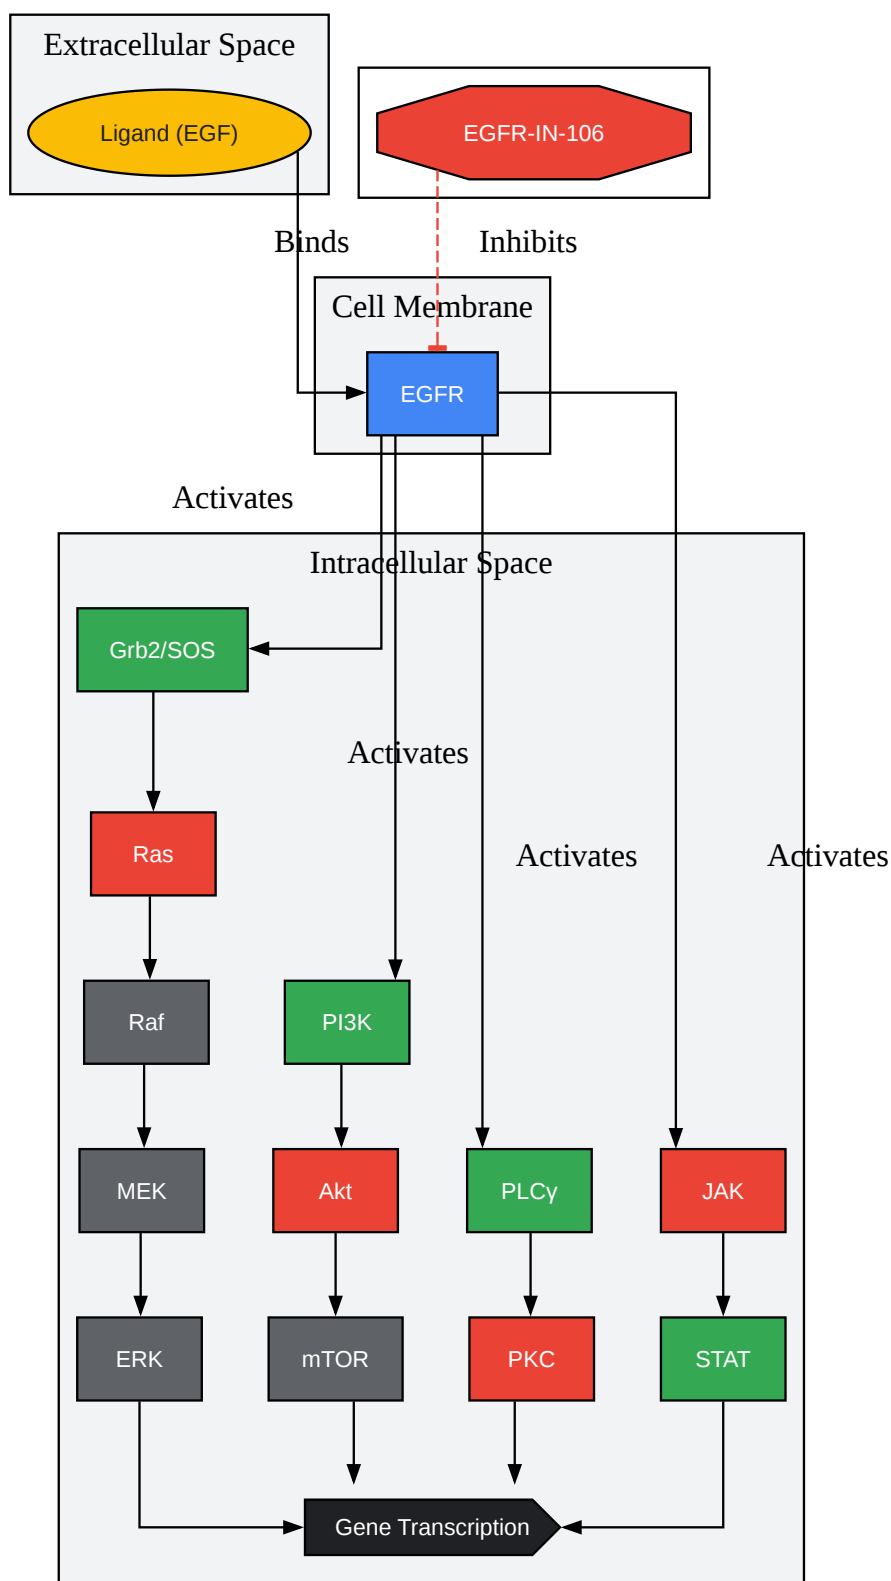 Extracellular Space
Ligand (EGF)
EGFR-IN-106
Binds
Inhibits
Cell Membrane
EGFR
Activates
Intracellular Space
Grb2/SOS
Activates
Ras
Activates
Activates
Raf
PI3K
MEK
Akt
PLCγ
JAK
ERK
mTOR
PKC
STAT
Gene Transcription